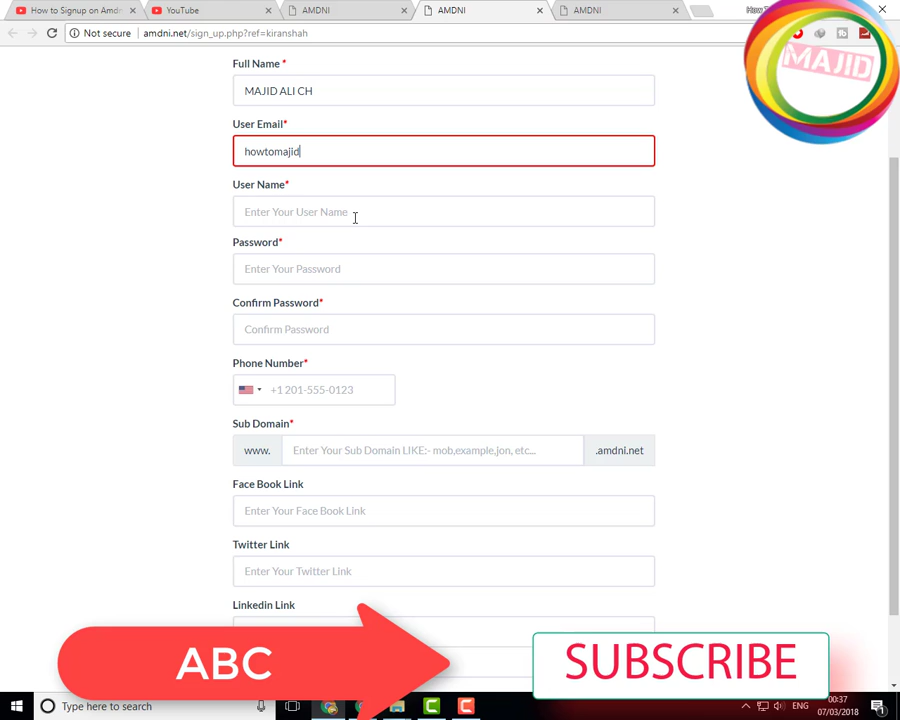 How to Signup on Amdn
YouTube
AMDNI
AMDNI
AMDNI
Not secure
amdni.net/sign_up.php?ref=kiranshah
MAJID
Full Name *
MAJID ALI CH
User Email*
howtomajid
User Name*
Enter Your User Name
Password*
Enter Your Password
Confirm Password*
Confirm Password
Phone Number*
+1 201-555-0123
Sub Domain*
www.
Enter Your Sub Domain LIKE:- mob,example,jon, etc...
.amdni.net
Face Book Link
Enter Your Face Book Link
Twitter Link
Enter Your Twitter Link
Linkedin Link
ABC
SUBSCRIBE
Type here to search
ENG
00:37
07/03/2018